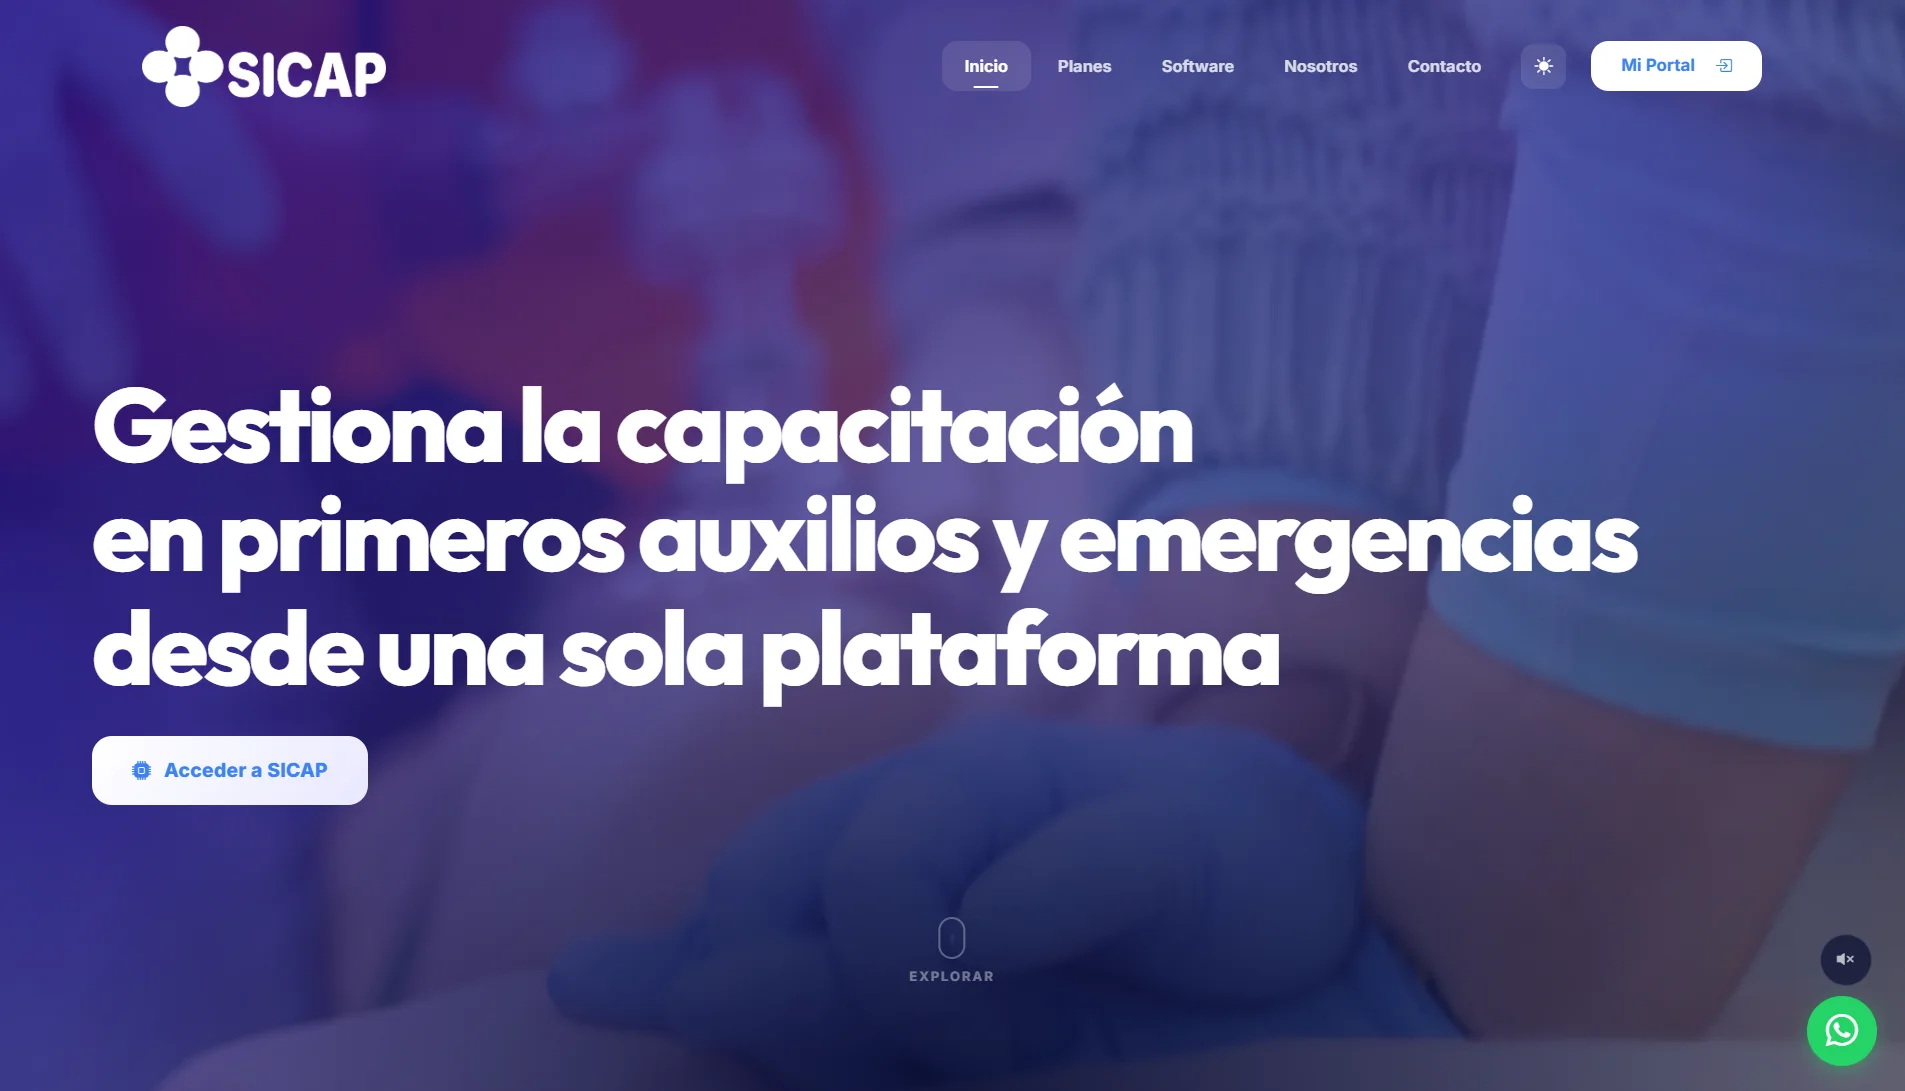 SICAP
Inicio
Planes
Software
Nosotros
Contacto
Mi Portal
Gestiona la capacitación
en primeros auxilios y emergencias
desde una sola plataforma
Acceder a SICAP
EXPLORAR